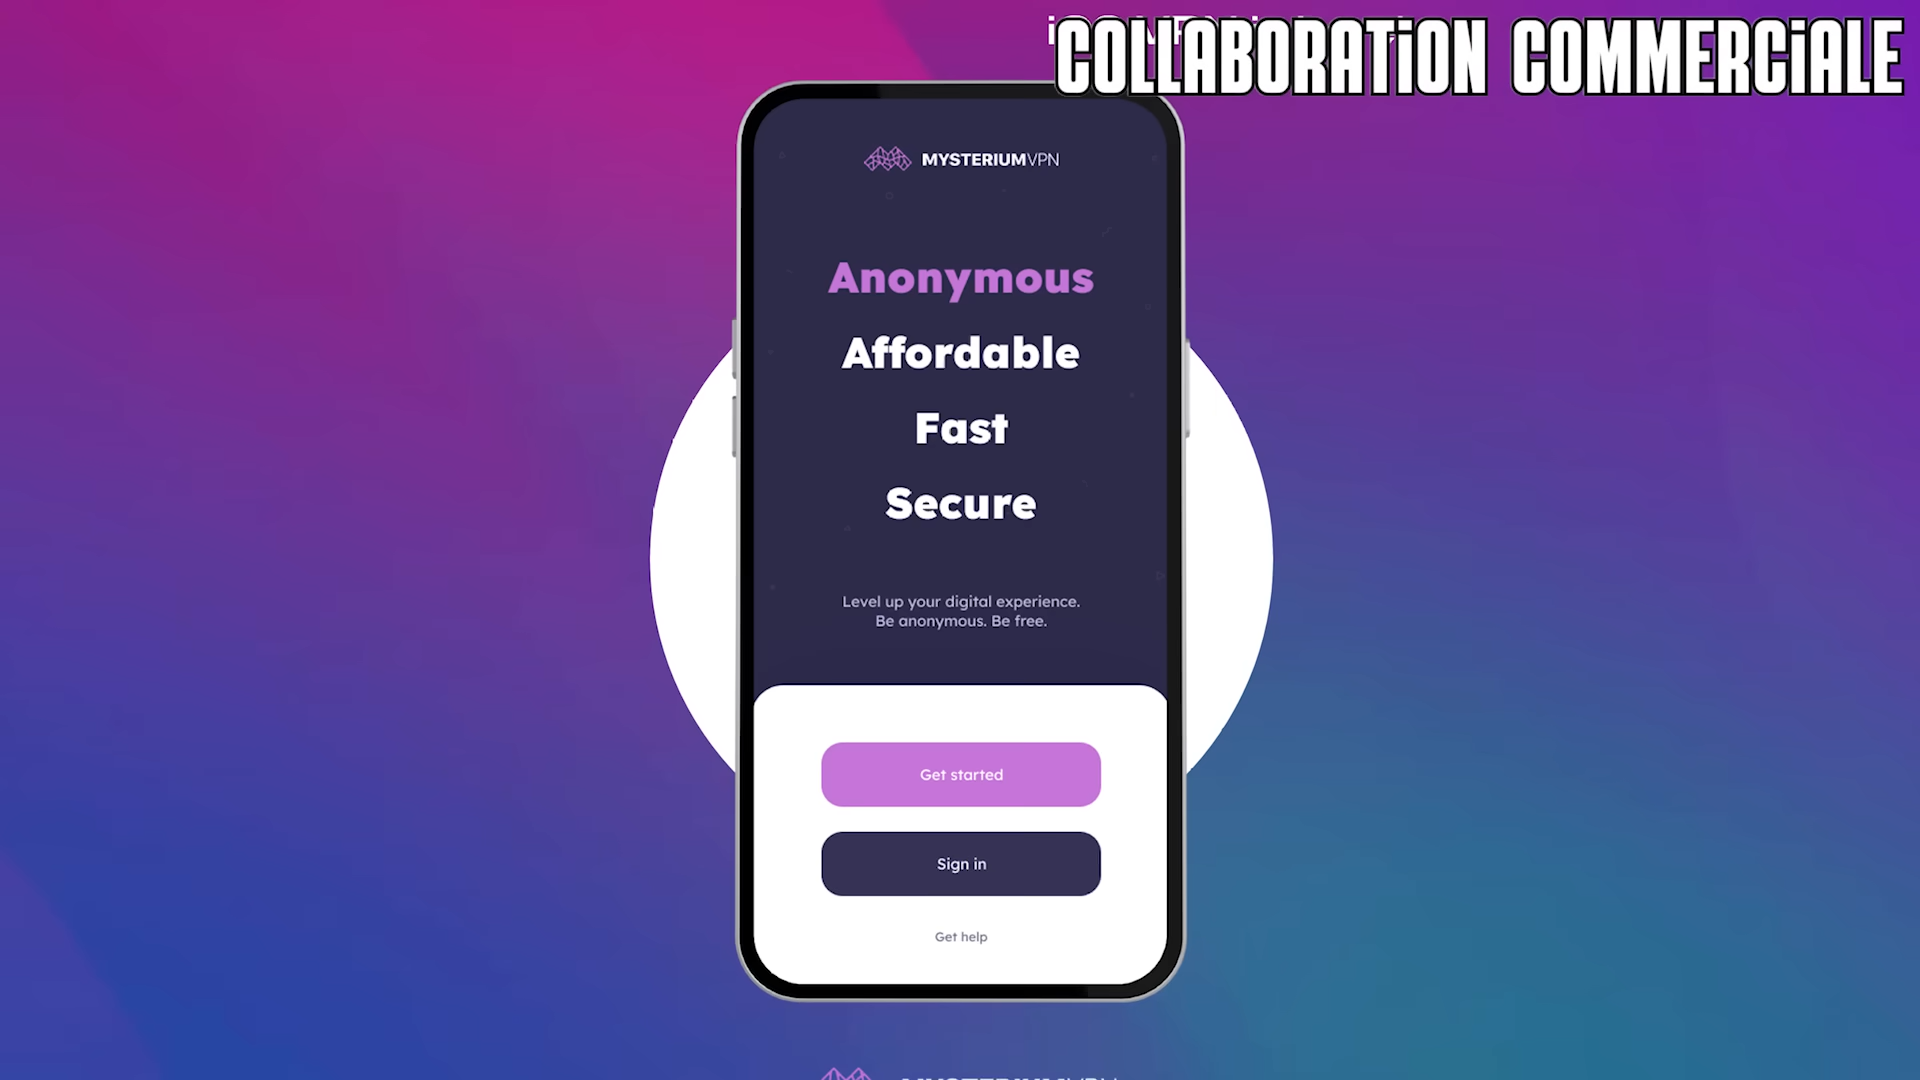 COLLABORATION COMMERCIALE
MYSTERIUMVPN
Anonymous
Affordable
Fast
Secure
Level up your digital experience.
Be anonymous. Be free.
Get started
Sign in
Get help
MYSTERIUMVPN